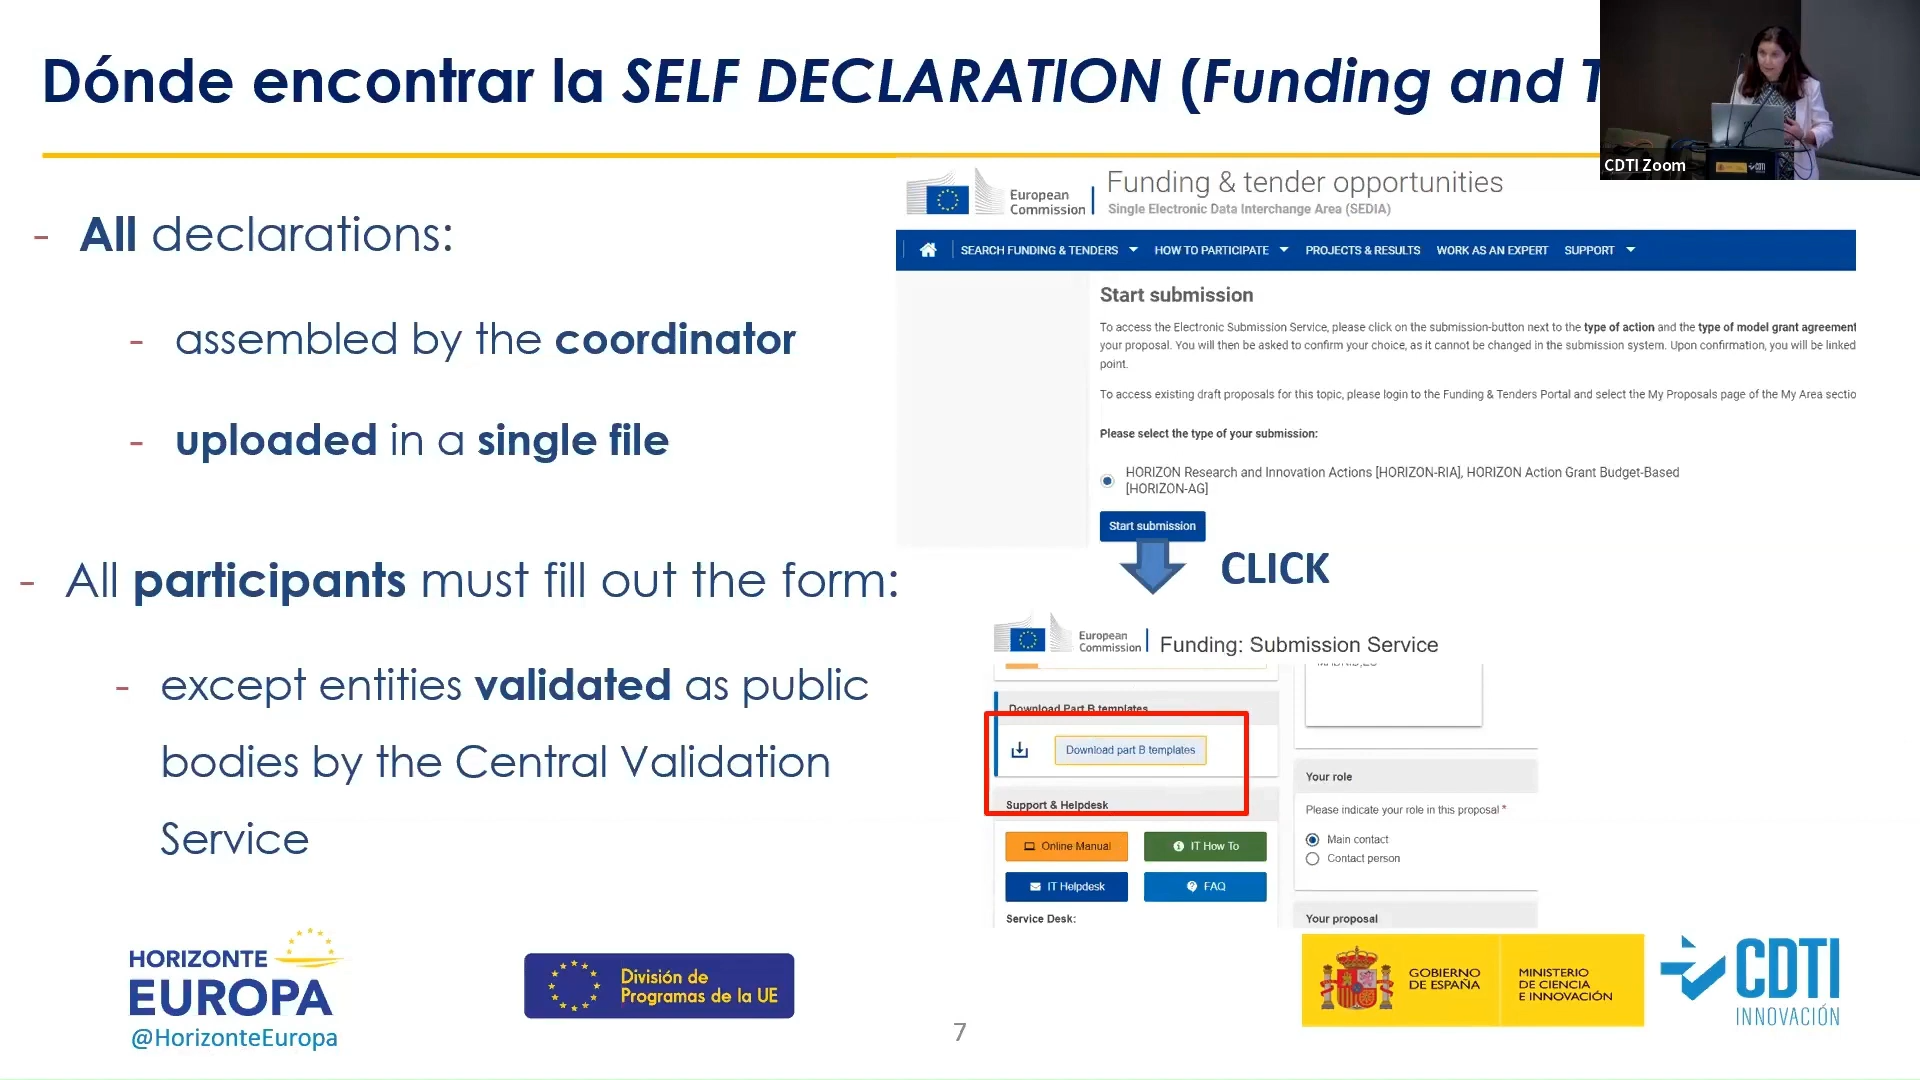 Dónde encontrar la SELF DECLARATION (Funding and T
CDTI Zoom
- All declarations:
- assembled by the coordinator
- uploaded in a single file
- All participants must fill out the form:
- except entities validated as public
bodies by the Central Validation
Service
European
Commission
Funding & tender opportunities
Single Electronic Data Interchange Area (SEDIA)
SEARCH FUNDING & TENDERS HOW TO PARTICIPATE PROJECTS & RESULTS WORK AS AN EXPERT SUPPORT
Start submission
To access the Electronic Submission Service, please click on the submission-button next to the type of action and the type of model grant agreement
your proposal. You will then be asked to confirm your choice, as it cannot be changed in the submission system. Upon confirmation, you will be linked
point.
To access existing draft proposals for this topic, please login to the Funding & Tenders Portal and select the My Proposals page of the My Area sectio
Please select the type of your submission:
HORIZON Research and Innovation Actions [HORIZON-RIA], HORIZON Action Grant Budget-Based
[HORIZON-AG]
Start submission
CLICK
European
Commission
Funding: Submission Service
Download Part B templates
Download part B templates
Support & Helpdesk
Online Manual IT How To
IT Helpdesk FAQ
Service Desk:
Your role
Please indicate your role in this proposal *
Main contact
Contact person
Your proposal
HORIZONTE
EUROPA
@HorizonteEuropa
División de
Programas de la UE
7
GOBIERNO
DE ESPAÑA
MINISTERIO
DE CIENCIA
E INNOVACIÓN
CDTI
INNOVACIÓN